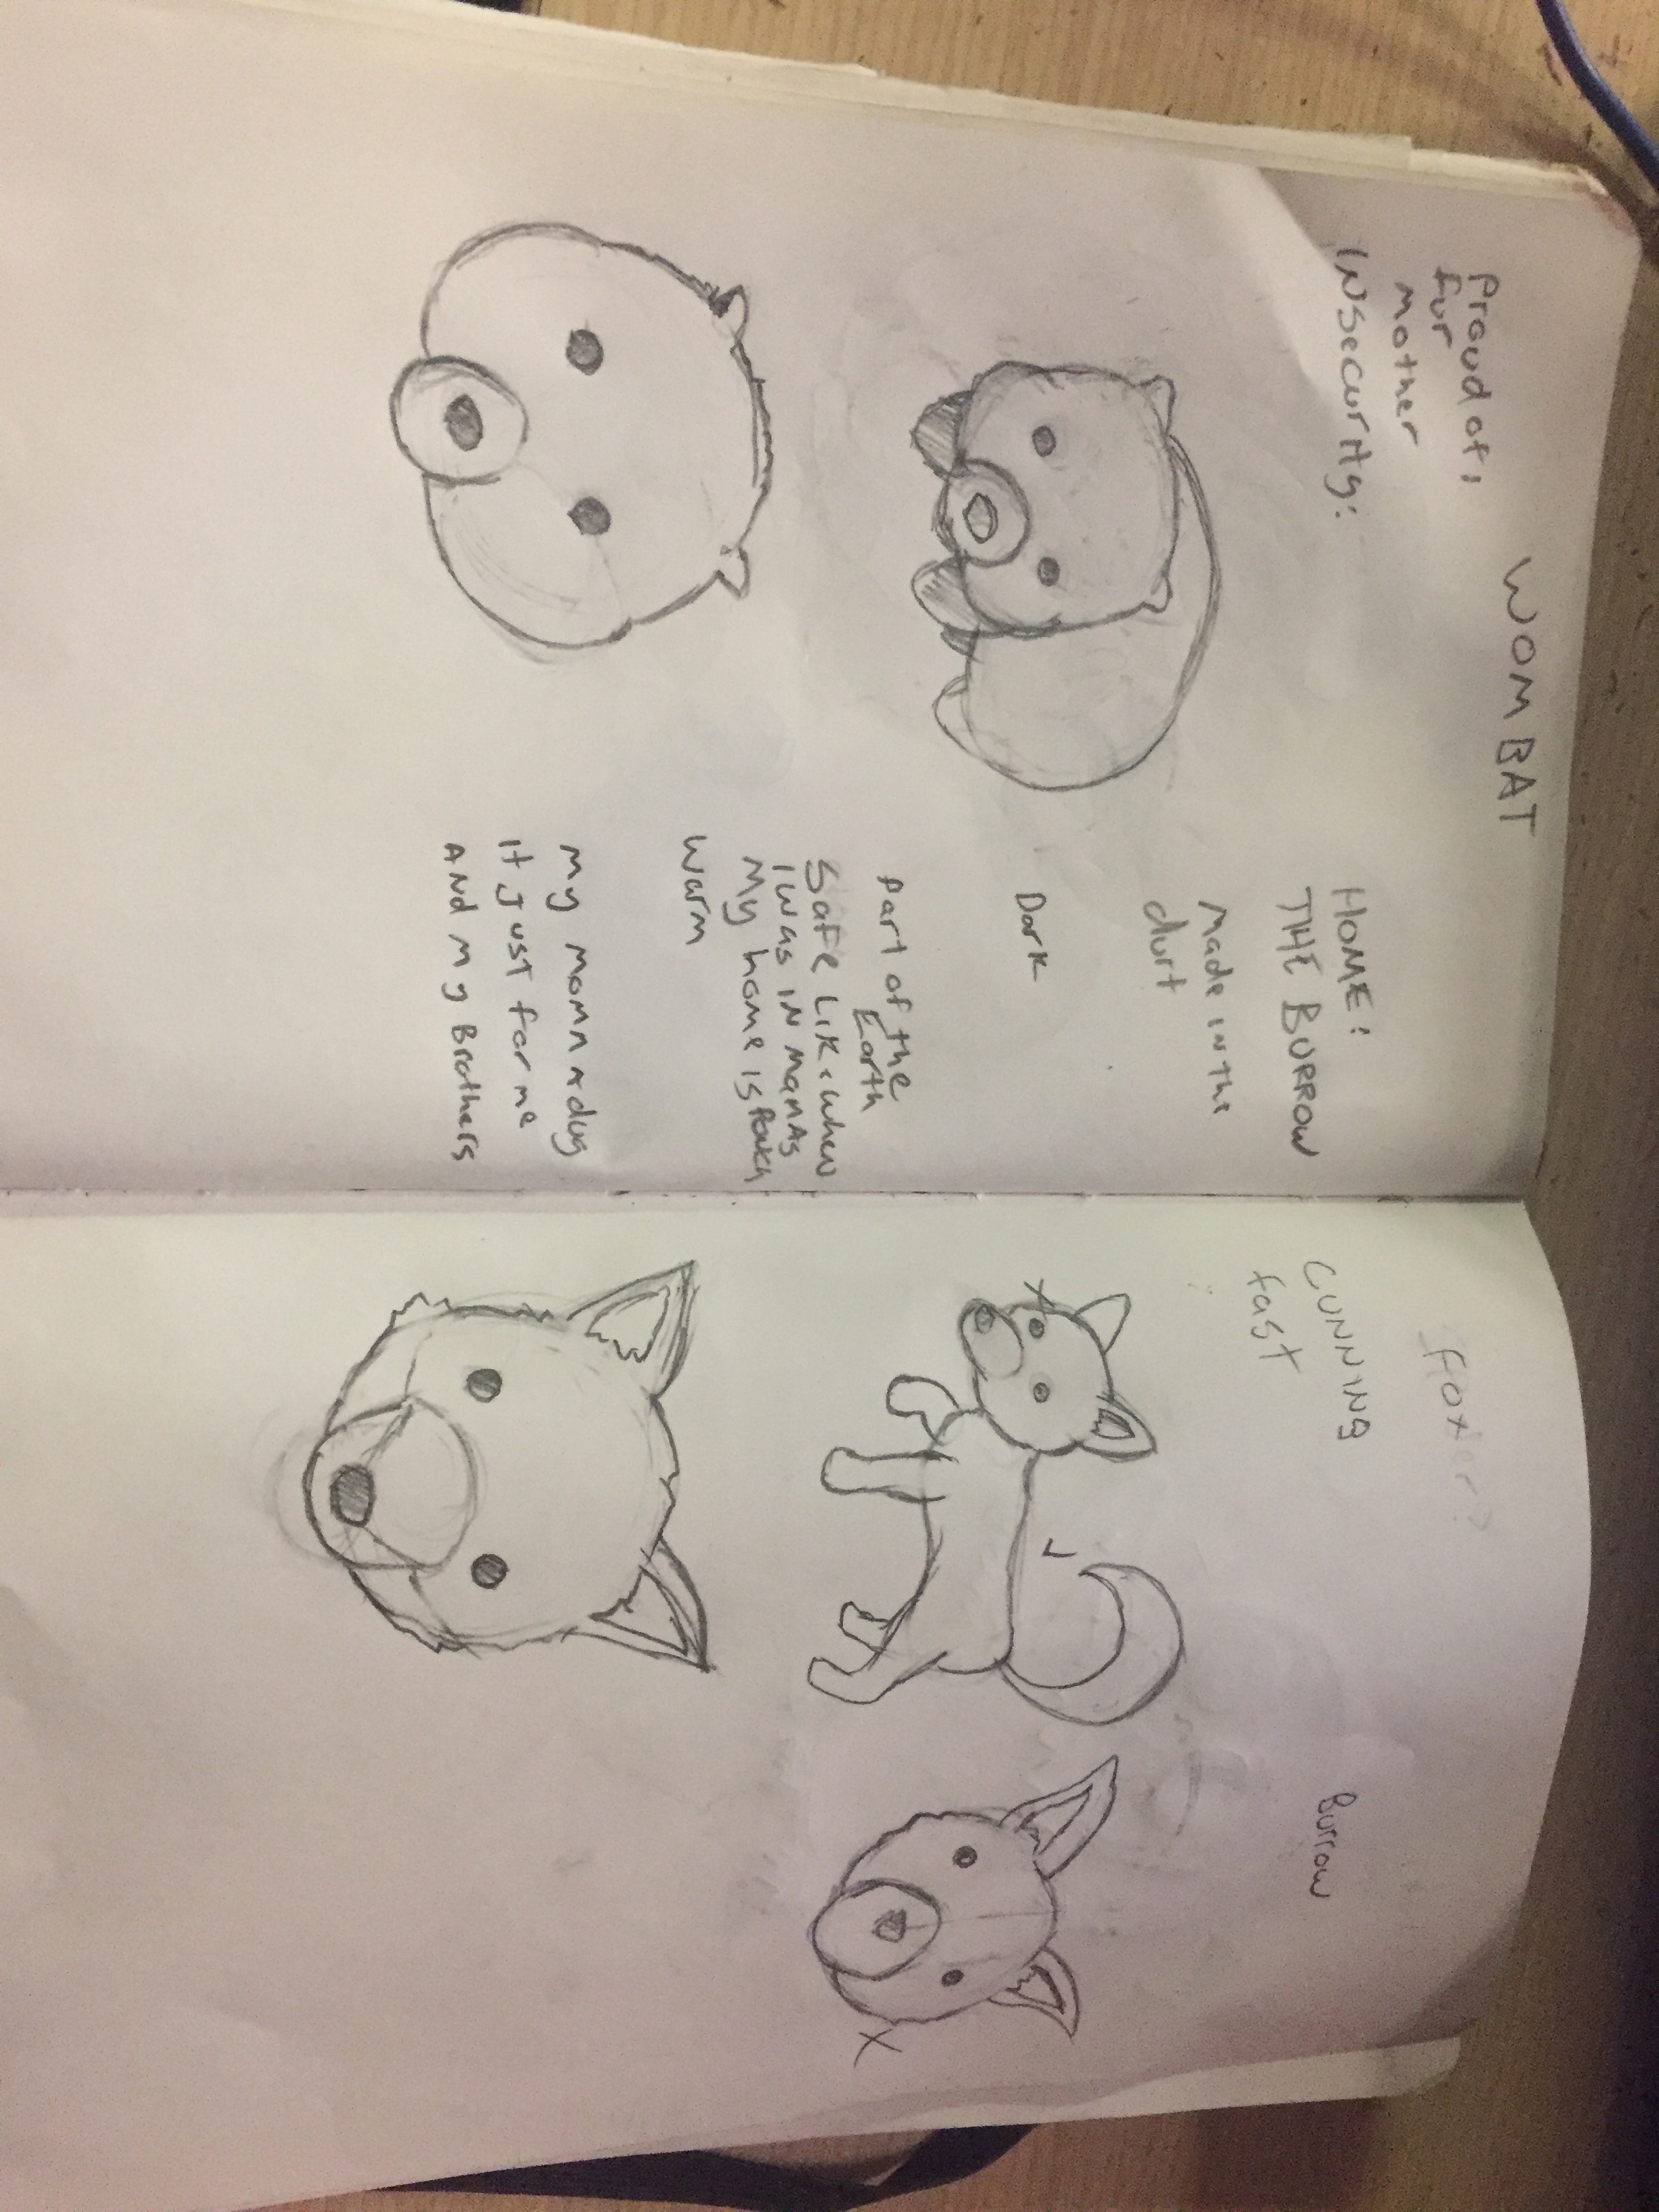 WOMBAT
Proud of:
fur
mother
INSecurity:
HOME:
THE BURROW
made in the
durt
Dark
part of the
Earth
Safe Like when
I was IN mamas
My home is Pouch
warm
my momma dug
It Just for me
AND my Brothers
fox
CUNNING
fast
Burrow